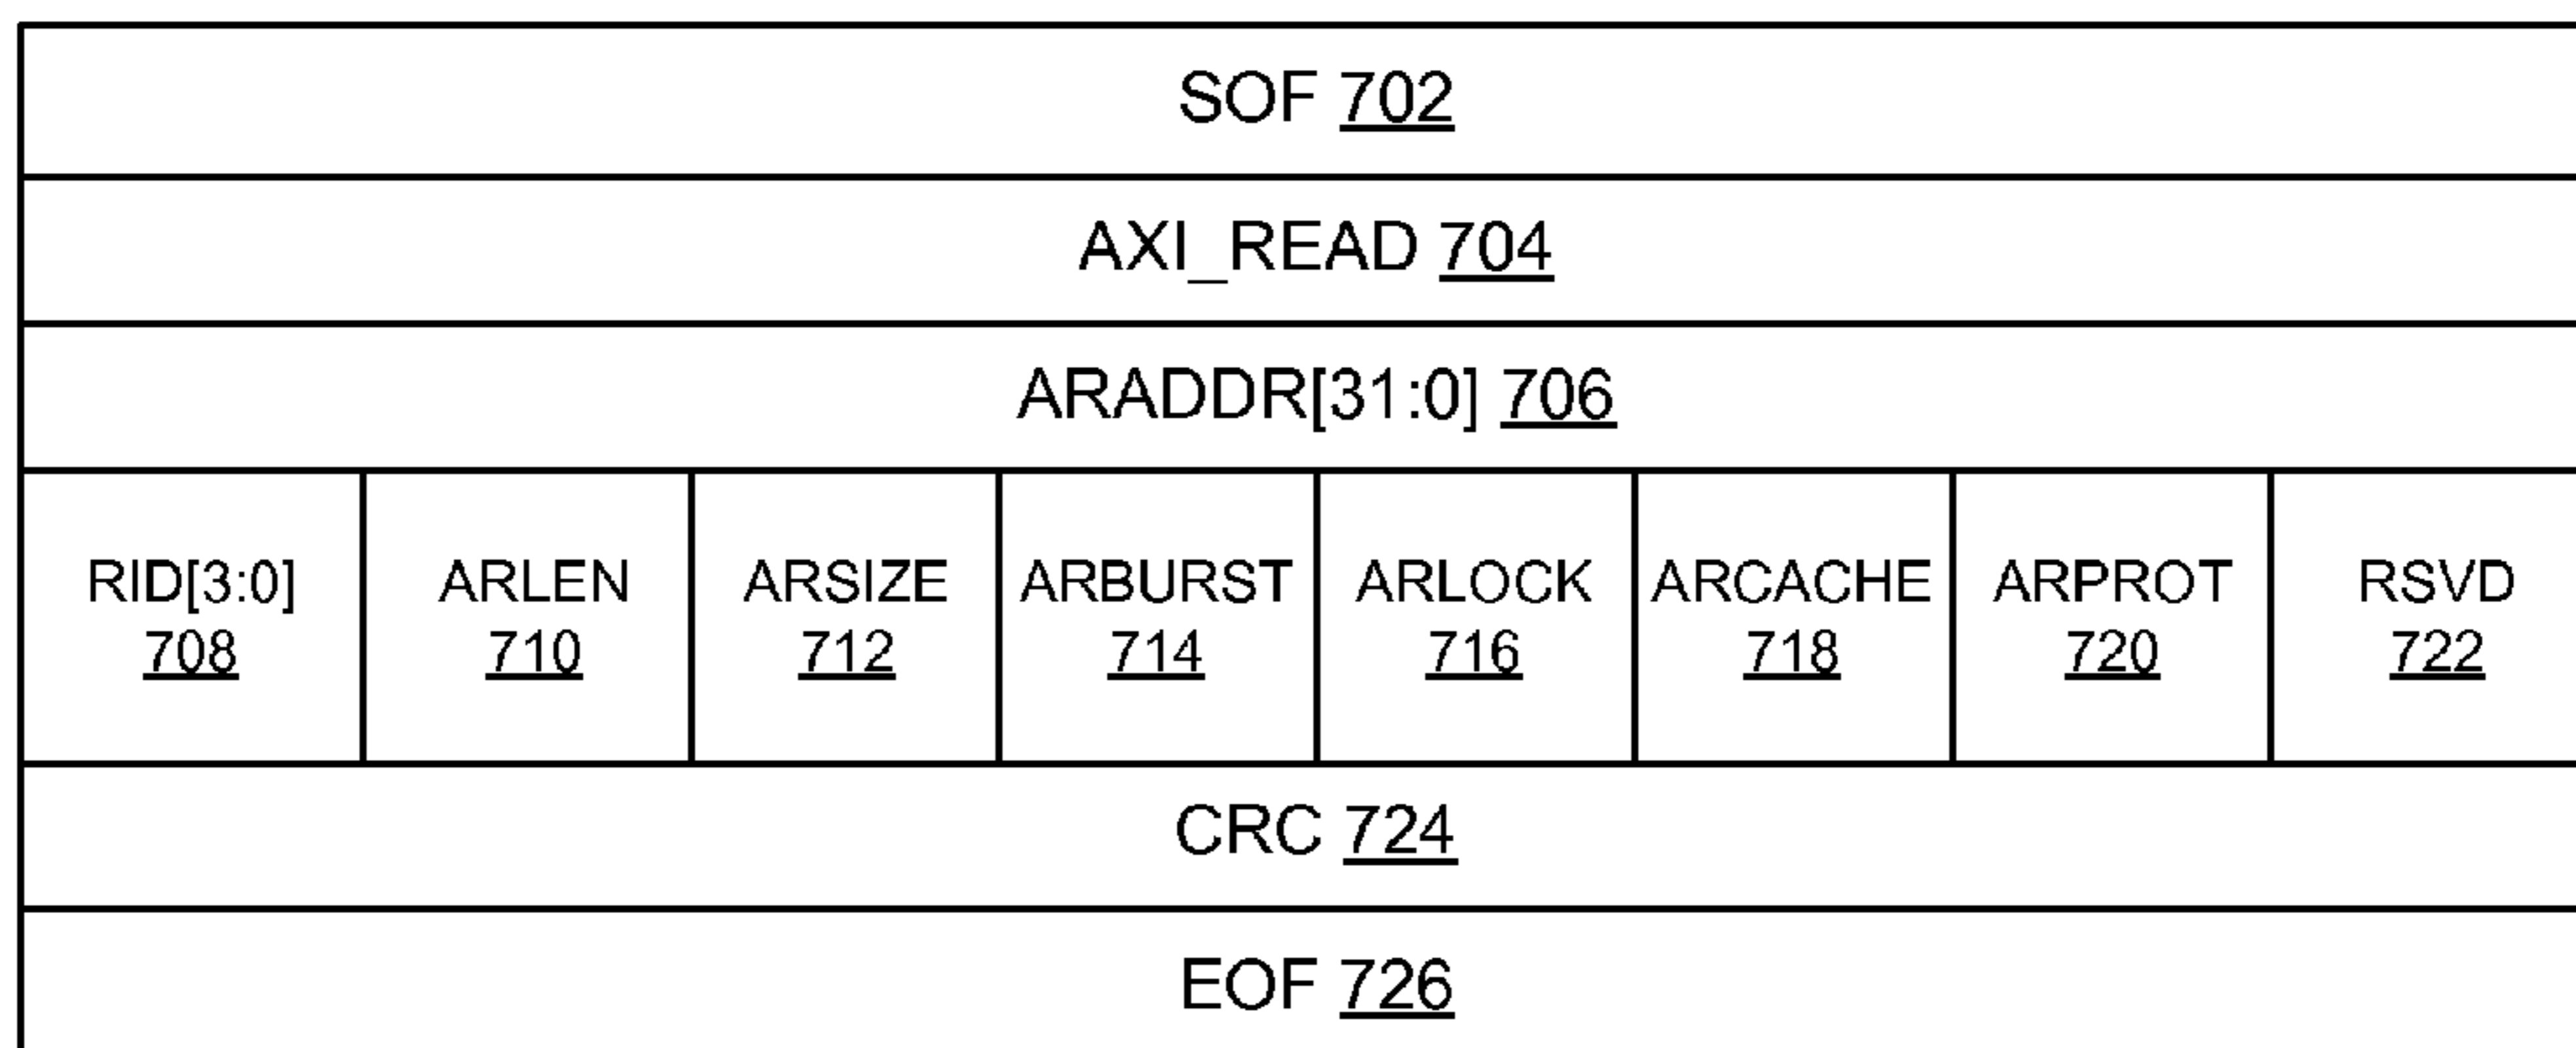 SOF 702
AXI_READ 704
ARADDR[31:0] 706
RID[3:0] ARLEN ARSIZE ARBURST ARLOCK ARCACHE ARPROT RSVD
708 710 712 714 716 718 720 722
CRC 724
EOF 726